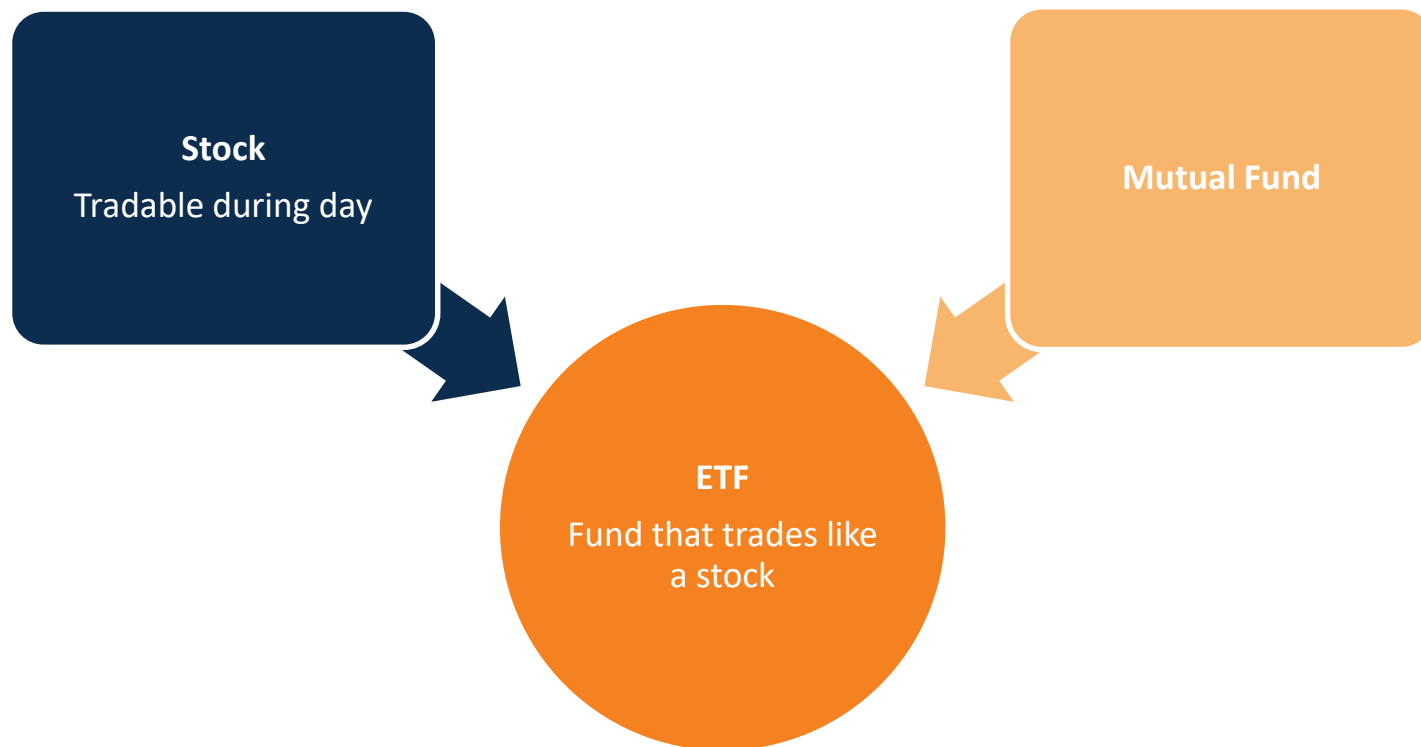 Stock
Tradable during day
Mutual Fund
ETF
Fund that trades like
a stock